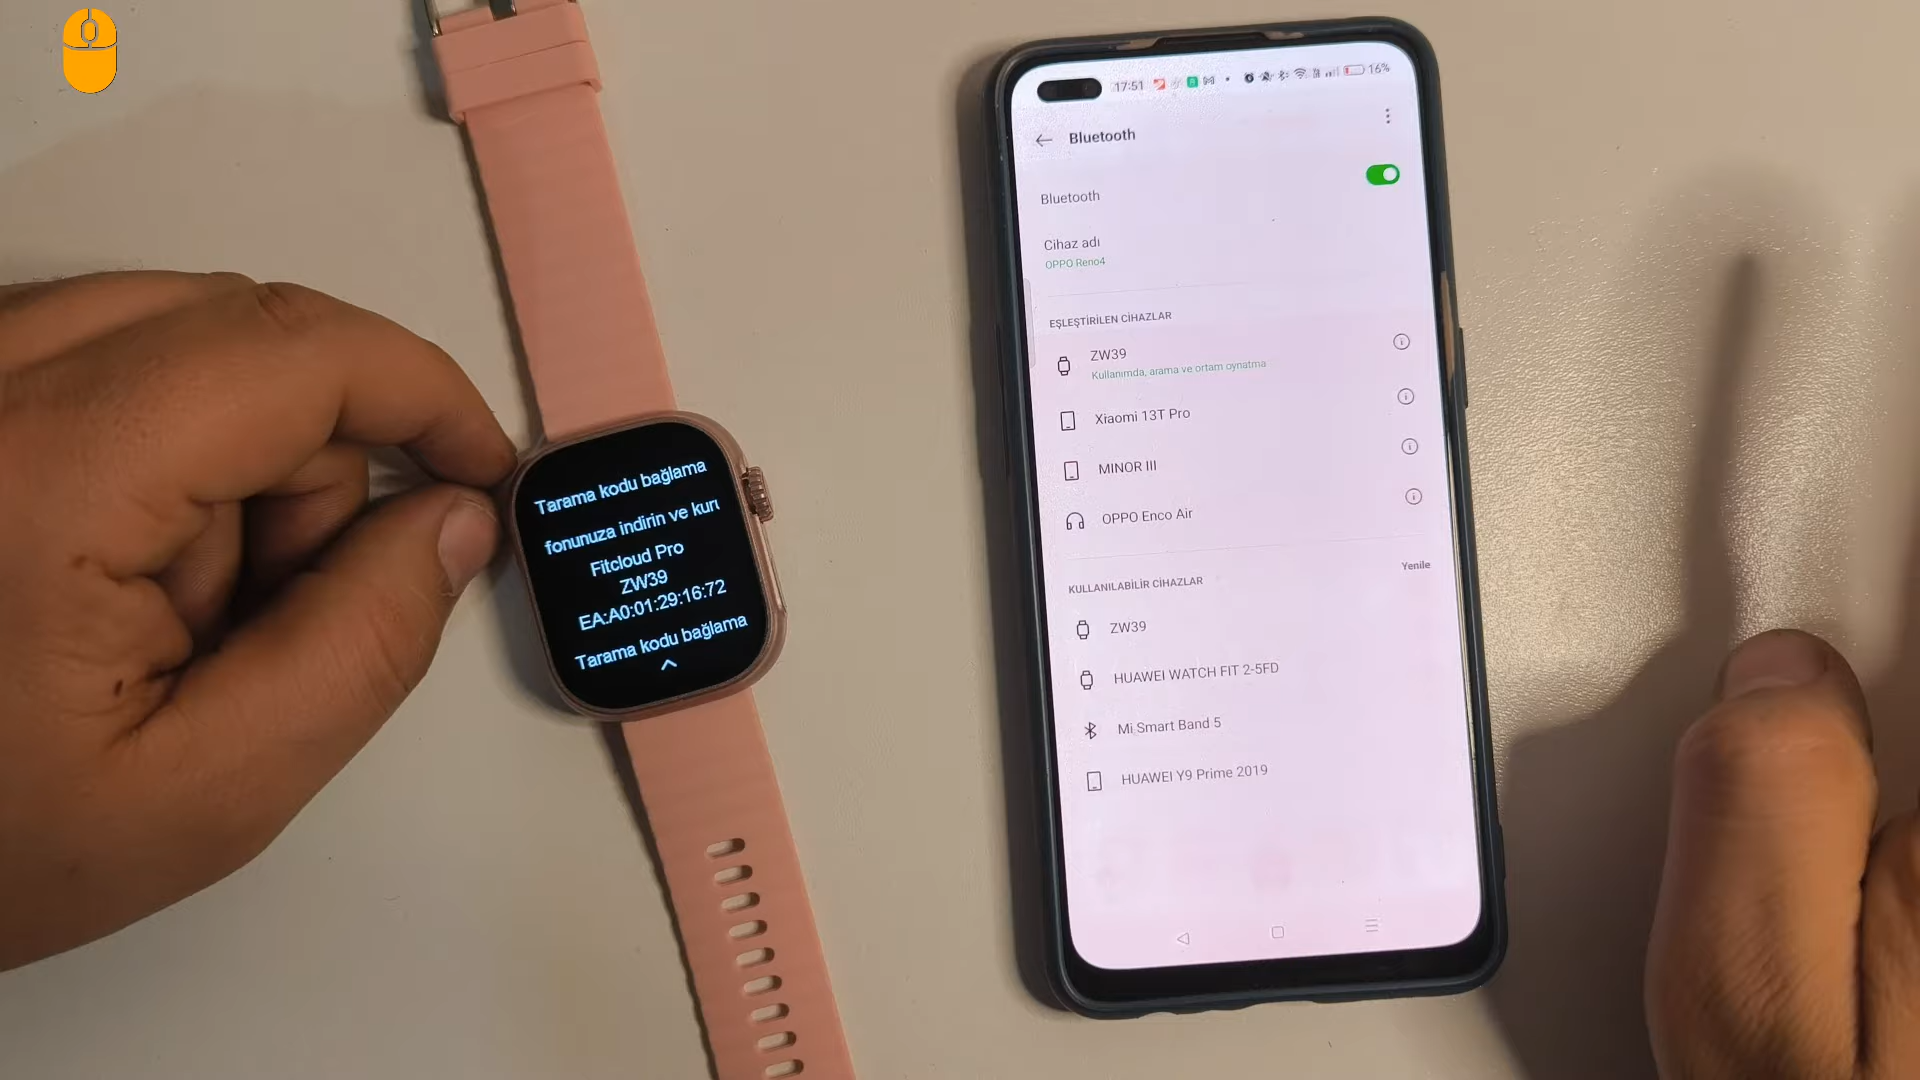 Tarama kodu bağlama
fonunuza indirin ve kuru
Fitcloud Pro
ZW39
EA:A0:01:29:16:72
Tarama kodu bağlama
17:51
16%
Bluetooth
Bluetooth
Cihaz adı
OPPO Reno4
EŞLEŞTİRİLEN CİHAZLAR
ZW39
Kullanımda, arama ve ortam oynatma
Xiaomi 13T Pro
MINOR III
OPPO Enco Air
KULLANILABİLİR CİHAZLAR
Yenile
ZW39
HUAWEI WATCH FIT 2-5FD
Mi Smart Band 5
HUAWEI Y9 Prime 2019